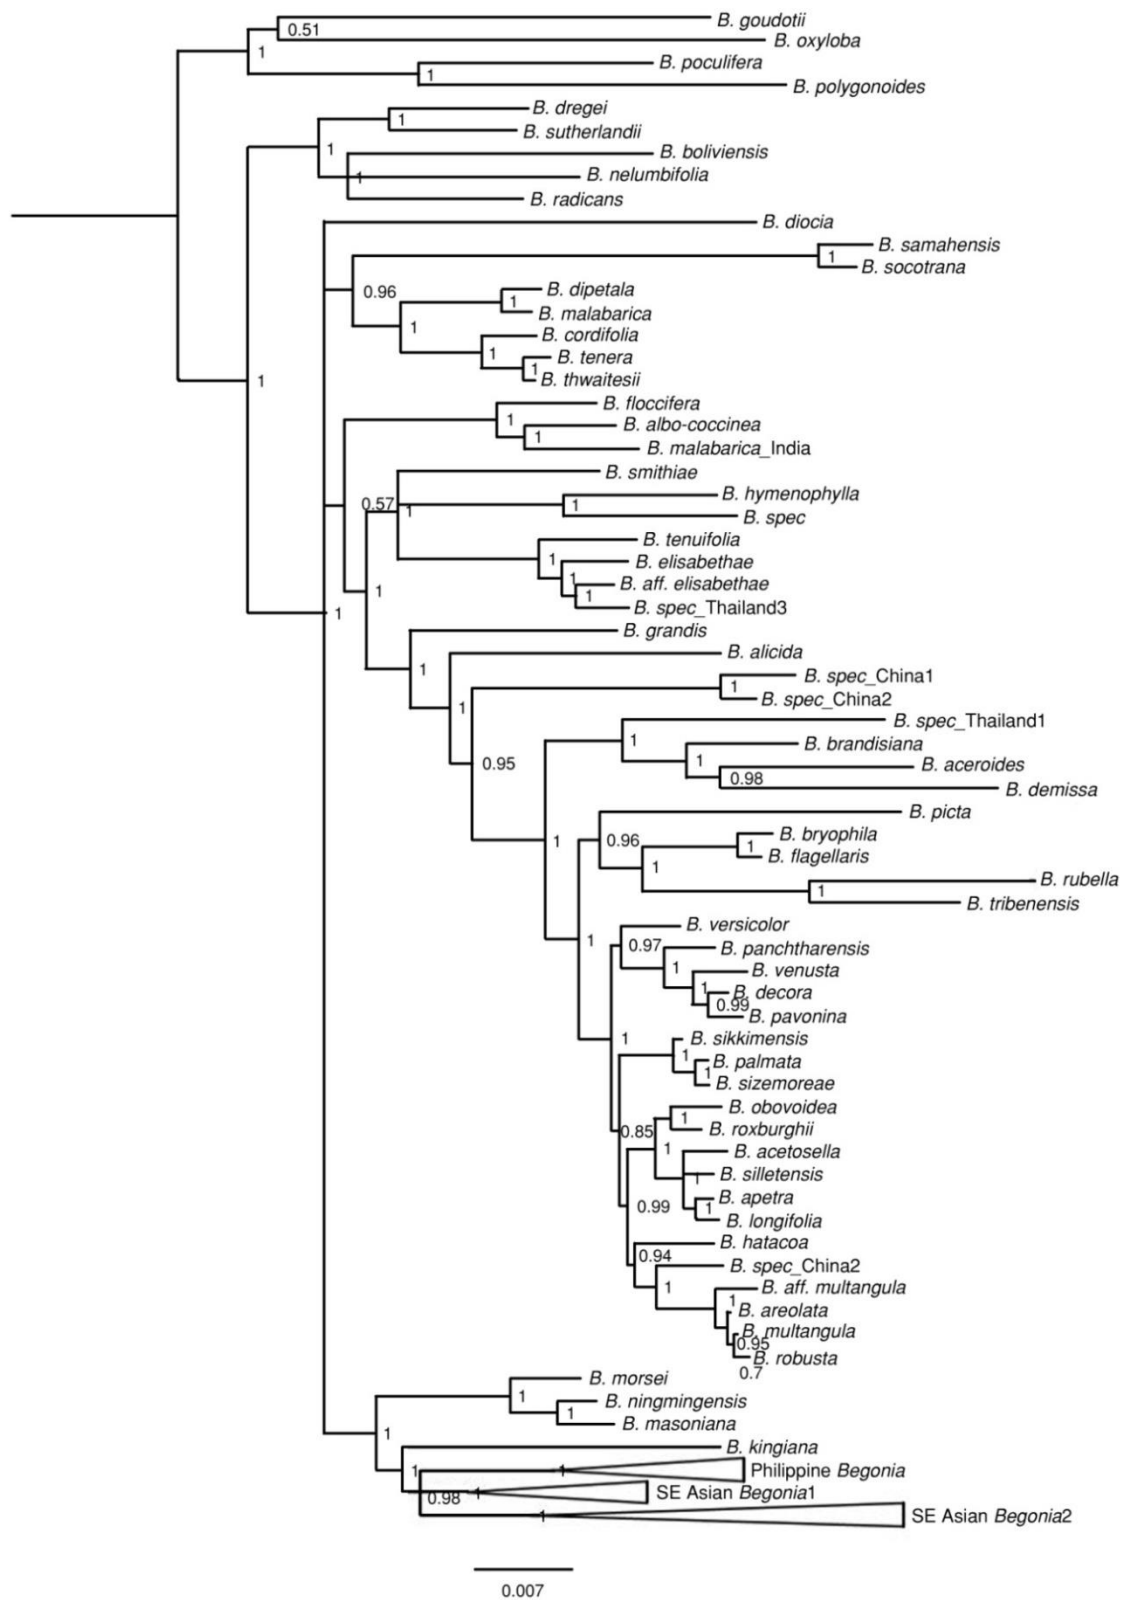 B. goudotii
0.51
B. oxyloba
1
B. poculifera
1
B. polygonoides
B. dregei
1
B. sutherlandii
1
B. boliviensis
B. nelumbifolia
1
B. radicans
B. diocia
B. samahensis
1
B. socotrana
0.96
B. dipetala
1
B. malabarica
1
B. cordifolia
1
B. tenera
1
B. thwaitesii
1
B. floccifera
1
B. albo-coccinea
1
B. malabarica_India
B. smithiae
B. hymenophylla
0.57
1
1
B. spec
B. tenuifolia
1
B. elisabethae
1
B. aff. elisabethae
1
1
B. spec_Thailand3
1
B. grandis
B. alicida
1
B. spec_China1
1
B. spec_China2
1
B. spec_Thailand1
1
B. brandisiana
1
0.95
B. aceroides
0.98
B. demissa
B. picta
B. bryophila
0.96
1
1
B. flagellaris
1
B. rubella
1
B. tribenensis
B. versicolor
1
0.97
B. panchtharensis
1
B. venusta
1
B. decora
0.99
B. pavonina
1
B. sikkimensis
1
B. palmata
1
B. sizemoreae
B. obovoidea
1
B. roxburghii
0.85
1
B. acetosella
B. silletensis
1
B. apetra
1
0.99
B. longifolia
B. hatacoa
0.94
B. spec_China2
1
B. aff. multangula
1
B. areolata
B. multangula
0.95
B. robusta
0.7
B. morsei
1
B. ningmingensis
1
B. masoniana
1
B. kingiana
1
1
Philippine Begonia
0.98
1
SE Asian Begonia1
1
SE Asian Begonia2
0.007